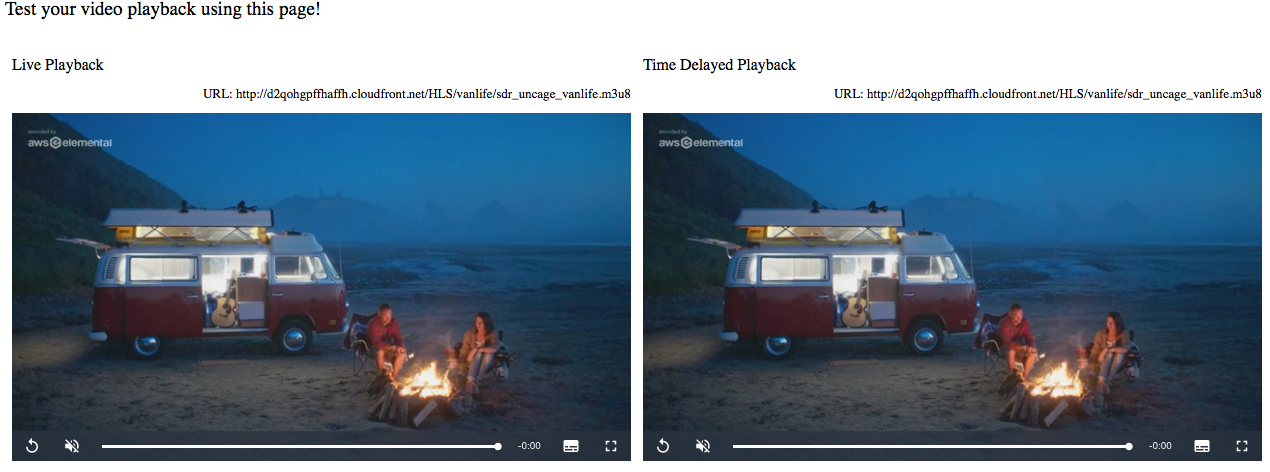 Test your video playback using this page!
Live Playback
URL: http://d2qohgpffhaffh.cloudfront.net/HLS/vanlife/sdr_uncage_vanlife.m3u8
encoded by
aws elemental
-0:00
Time Delayed Playback
URL: http://d2qohgpffhaffh.cloudfront.net/HLS/vanlife/sdr_uncage_vanlife.m3u8
encoded by
aws elemental
-0:00